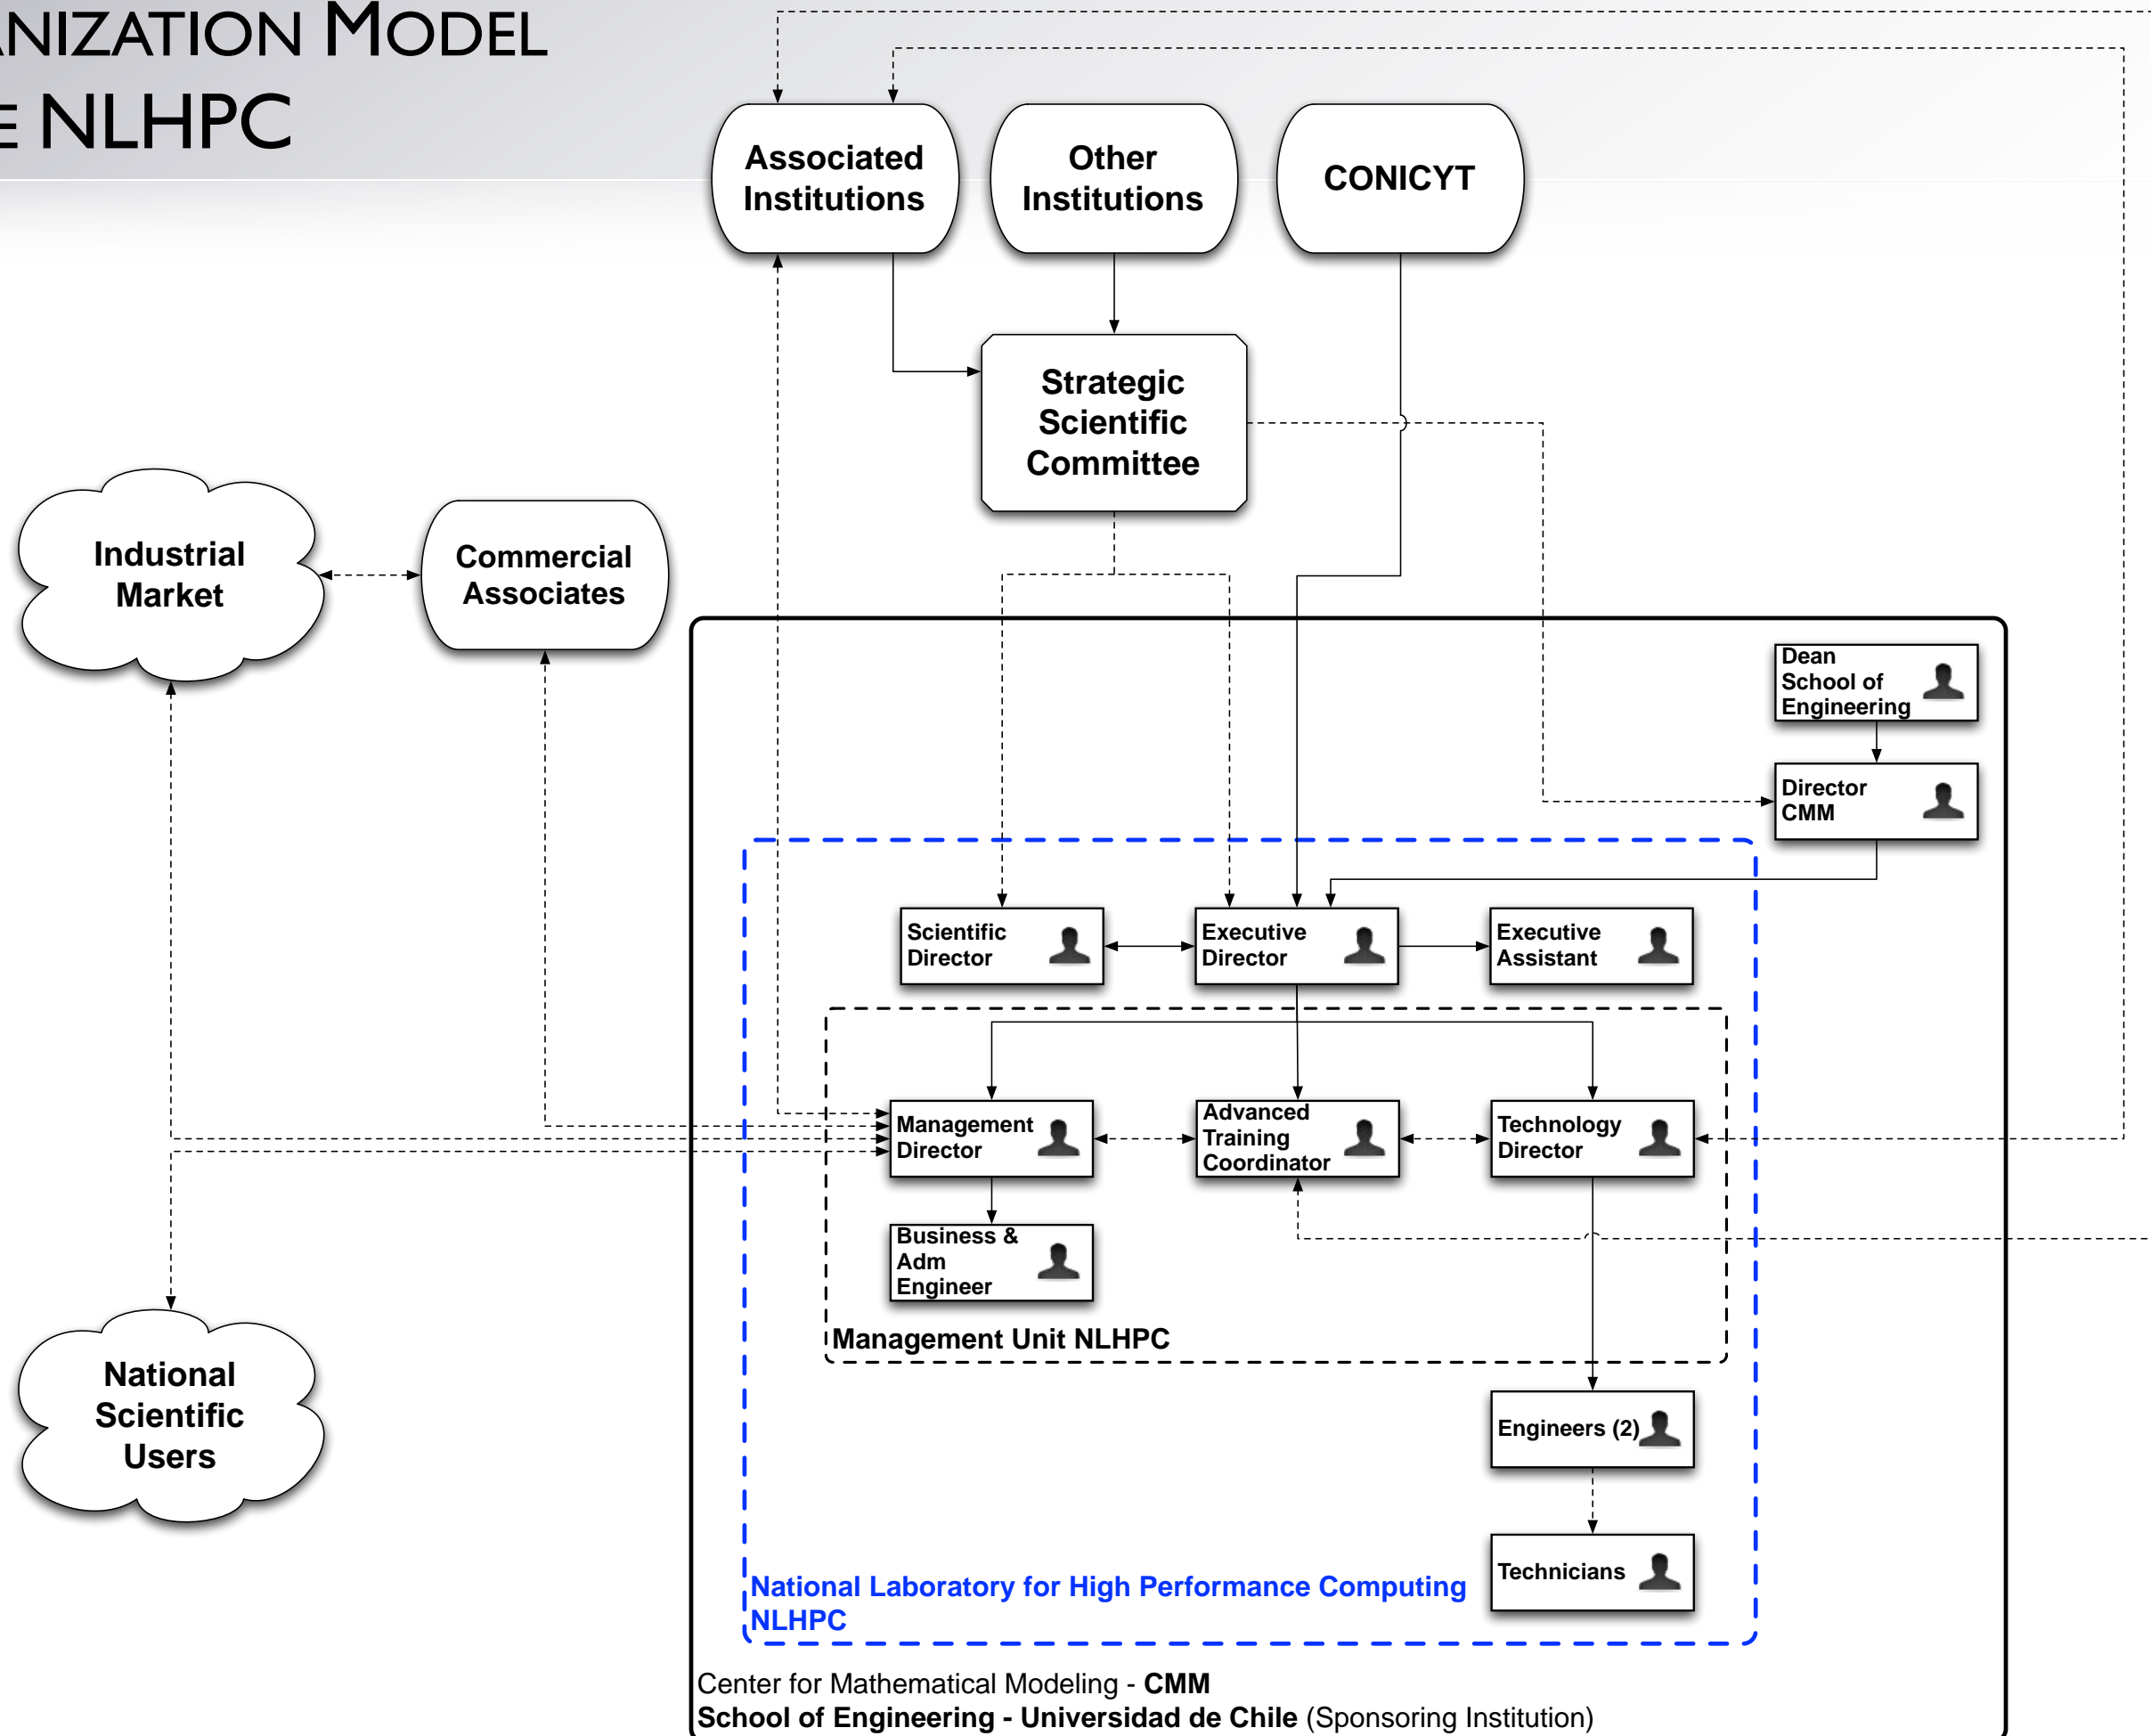 ANIZATION MODEL
E NLHPC
Associated
Institutions
Other
Institutions
CONICYT
Strategic
Scientific
Committee
Industrial
Market
Commercial
Associates
Dean
School of
Engineering
Director
CMM
Scientific
Director
Executive
Director
Executive
Assistant
Management
Director
Advanced
Training
Coordinator
Technology
Director
Business &
Adm
Engineer
Management Unit NLHPC
National
Scientific
Users
Engineers (2)
Technicians
National Laboratory for High Performance Computing
NLHPC
Center for Mathematical Modeling - CMM
School of Engineering - Universidad de Chile (Sponsoring Institution)